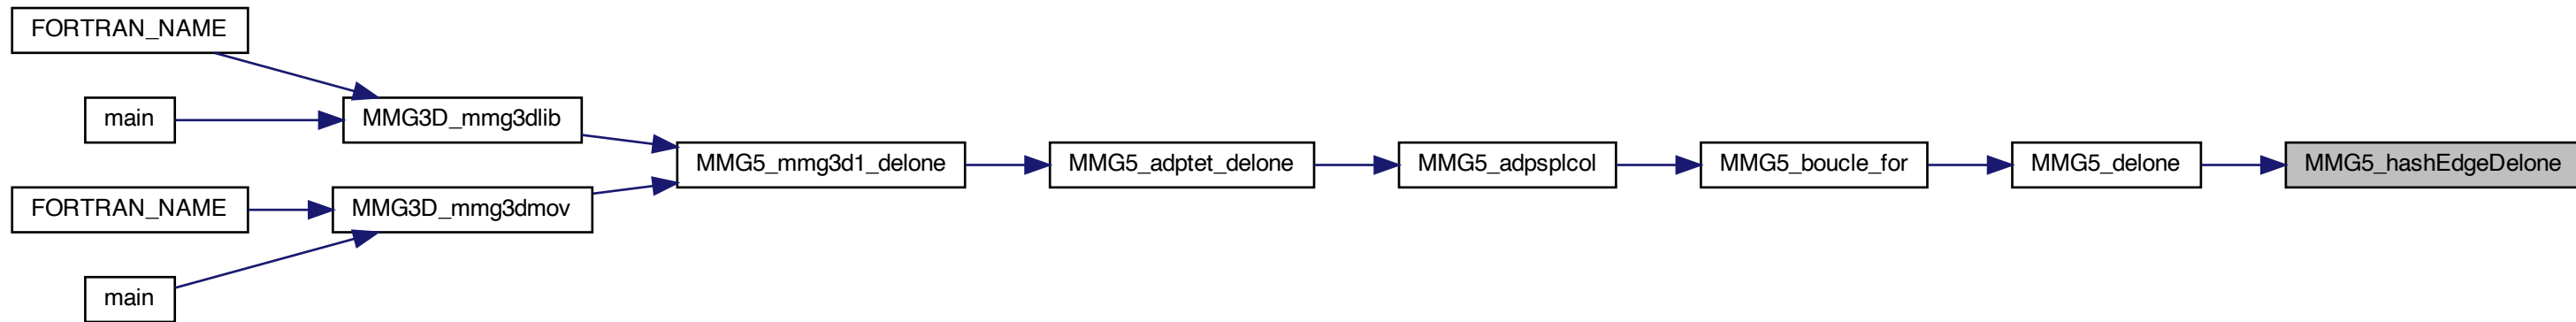 FORTRAN_NAME
main
MMG3D_mmg3dlib
MMG5_mmg3d1_delone
MMG5_adptet_delone
MMG5_adpsplcol
MMG5_boucle_for
MMG5_delone
MMG5_hashEdgeDelone
FORTRAN_NAME
MMG3D_mmg3dmov
main